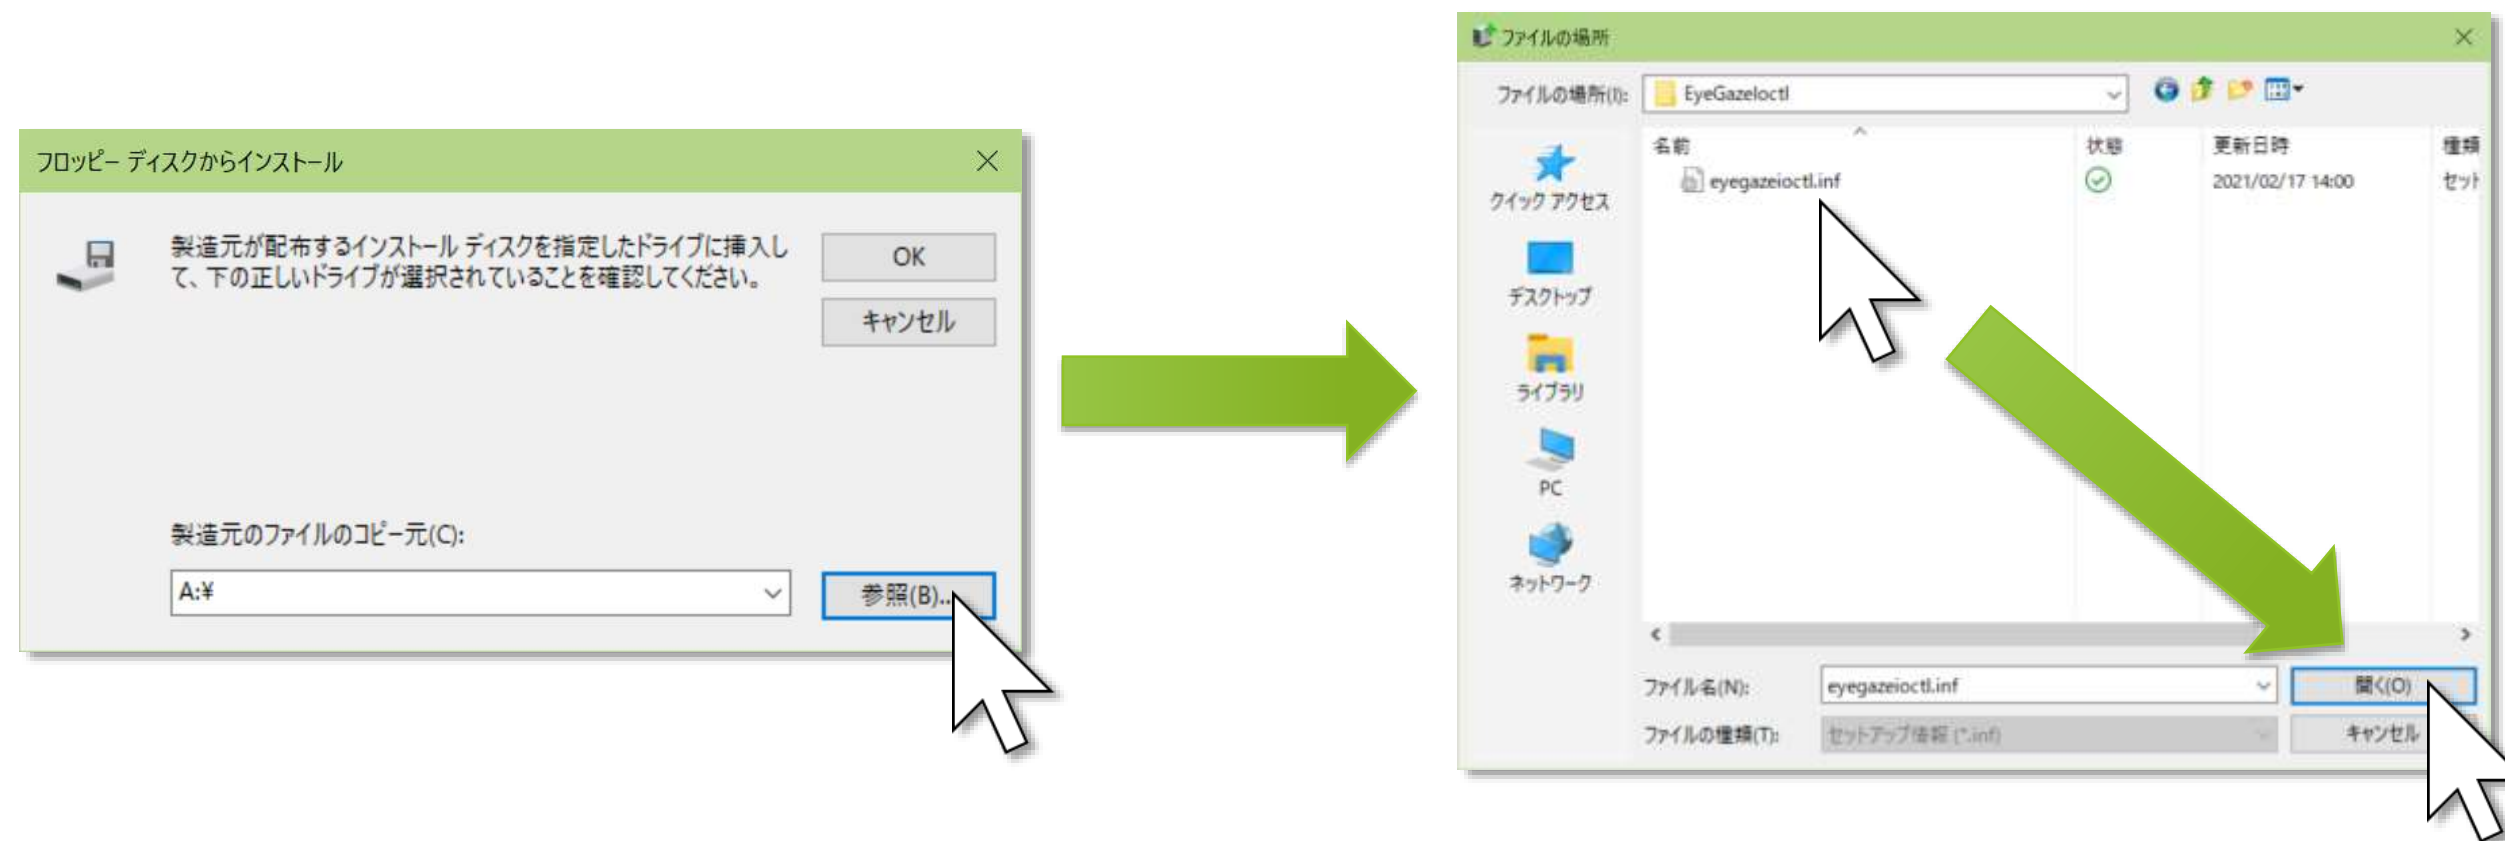 フロッピー ディスクからインストール
製造元が配布するインストール ディスクを指定したドライブに挿入し
て、下の正しいドライブが選択されていることを確認してください。
OK
キャンセル
製造元のファイルのコピー元(C):
A:¥
参照(B)...
ファイルの場所
ファイルの場所(I):
EyeGazeIoctl
名前
状態
更新日時
種類
eyegazeioctl.inf
2021/02/17 14:00
セット
クイック アクセス
デスクトップ
ライブラリ
PC
ネットワーク
ファイル名(N):
eyegazeioctl.inf
開く(O)
ファイルの種類(T):
セットアップ情報 (*.inf)
キャンセル